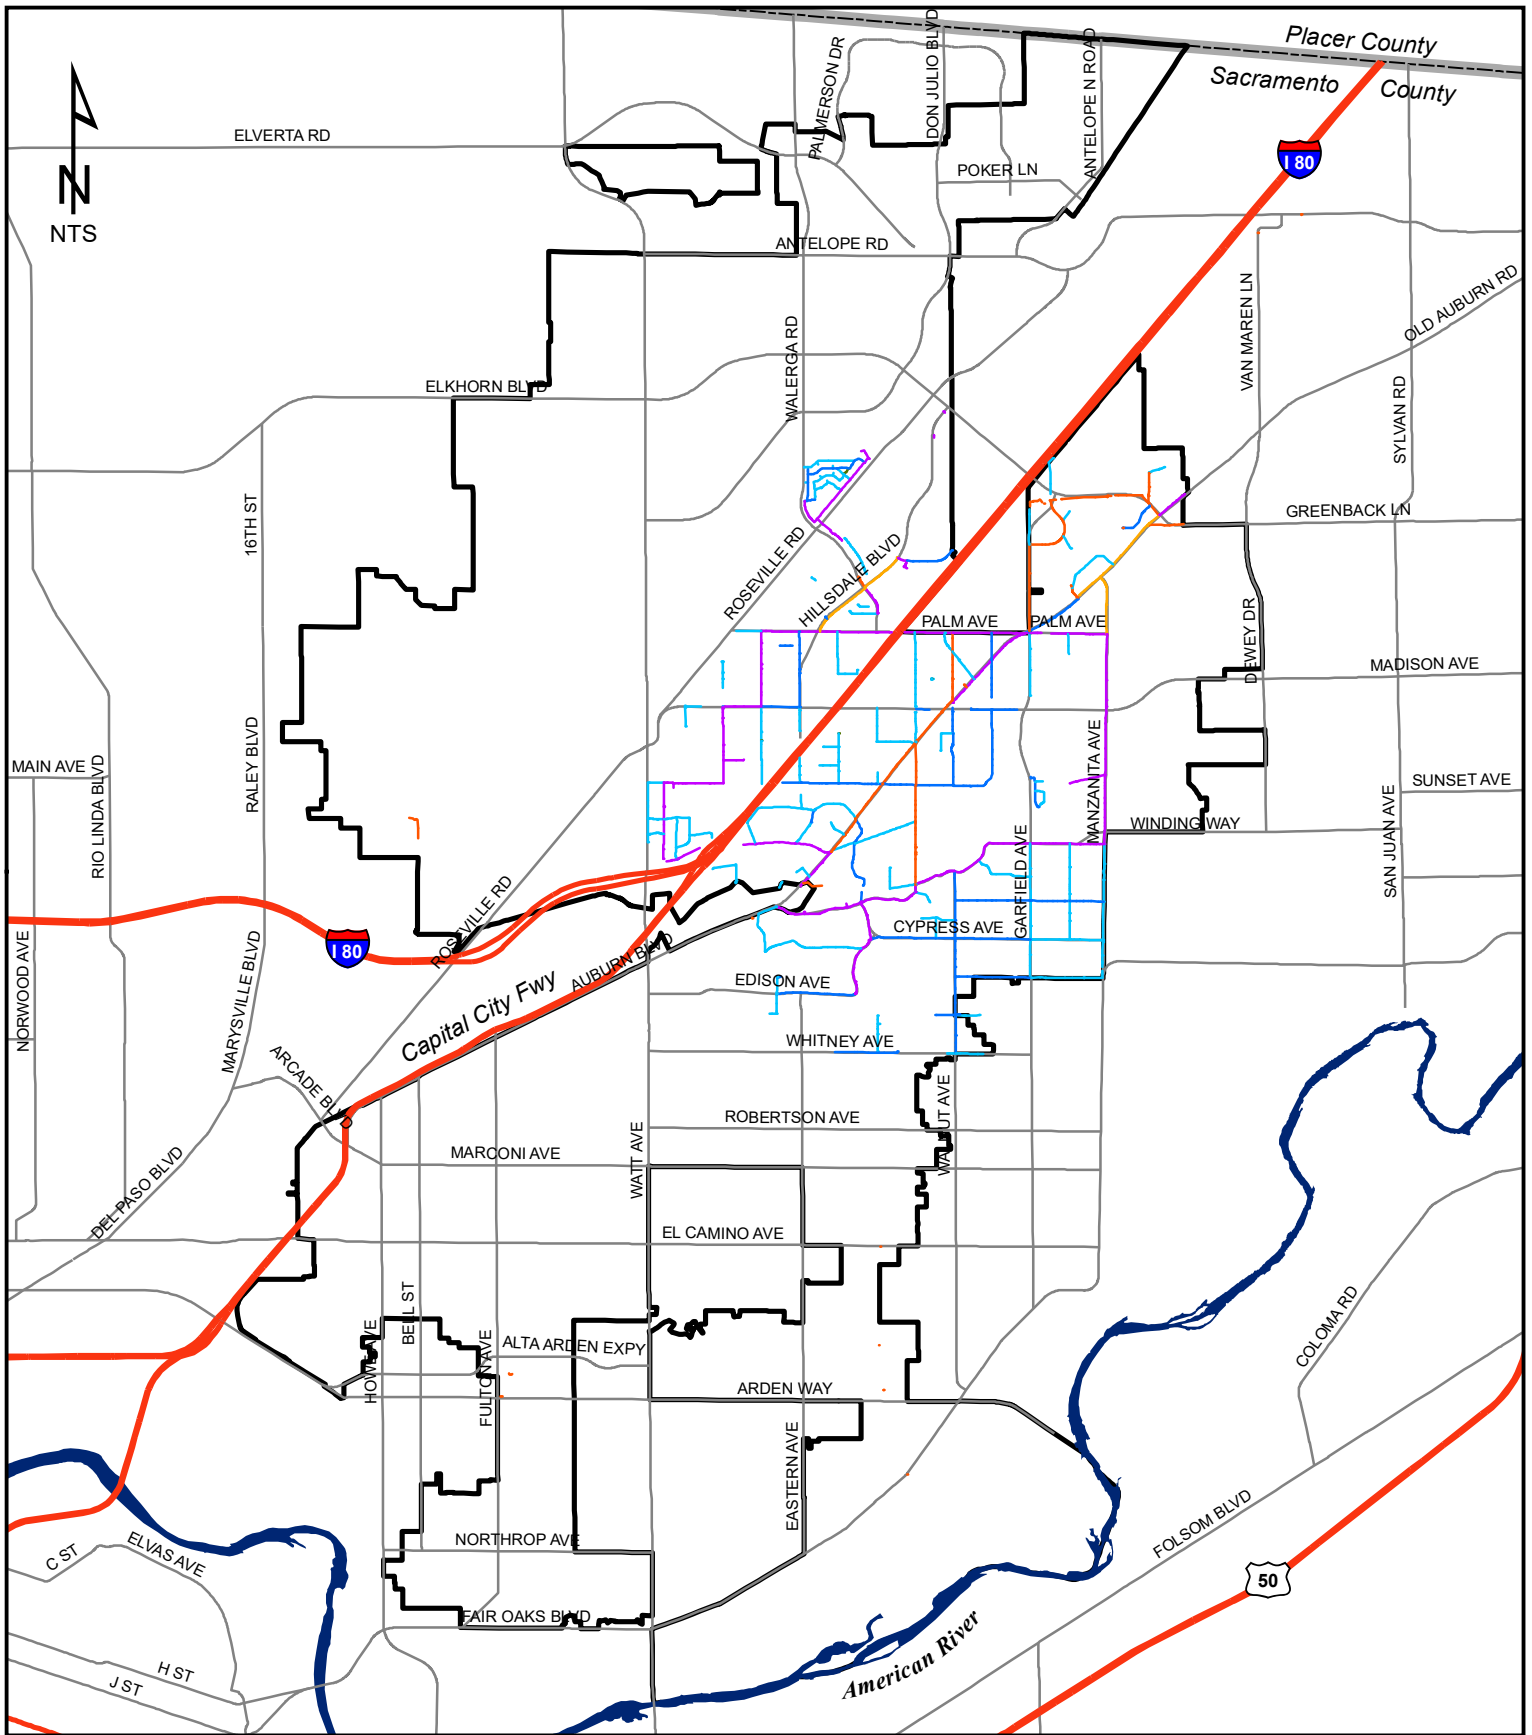 Placer County
Sacramento County
PALMERSON DR
DON JULIO BLVD
ANTELOPE N ROAD
ELVERTA RD
I 80
POKER LN
N
NTS
ANTELOPE RD
VAN MAREN LN
OLD AUBURN RD
WALERGA RD
ELKHORN BLVD
SYLVAN RD
16TH ST
GREENBACK LN
ROSEVILLE RD
HILLSDALE BLVD
PALM AVE
PALM AVE
DEWEY DR
MADISON AVE
RALEY BLVD
MAIN AVE
RIO LINDA BLVD
MANZANITA AVE
SUNSET AVE
WINDING WAY
SAN JUAN AVE
GARFIELD AVE
ROSEVILLE RD
I 80
NORWOOD AVE
MARYSVILLE BLVD
AUBURN BLVD
CYPRESS AVE
EDISON AVE
Capital City Fwy
WHITNEY AVE
ARCADE BLVD
WALNUT AVE
ROBERTSON AVE
WATT AVE
MARCONI AVE
DEL PASO BLVD
EL CAMINO AVE
BELL ST
HOWE AVE
FULTON AVE
ALTA ARDEN EXPY
COLOMA RD
ARDEN WAY
EASTERN AVE
FOLSOM BLVD
NORTHROP AVE
C ST
ELVAS AVE
50
FAIR OAKS BLVD
American River
H ST
J ST